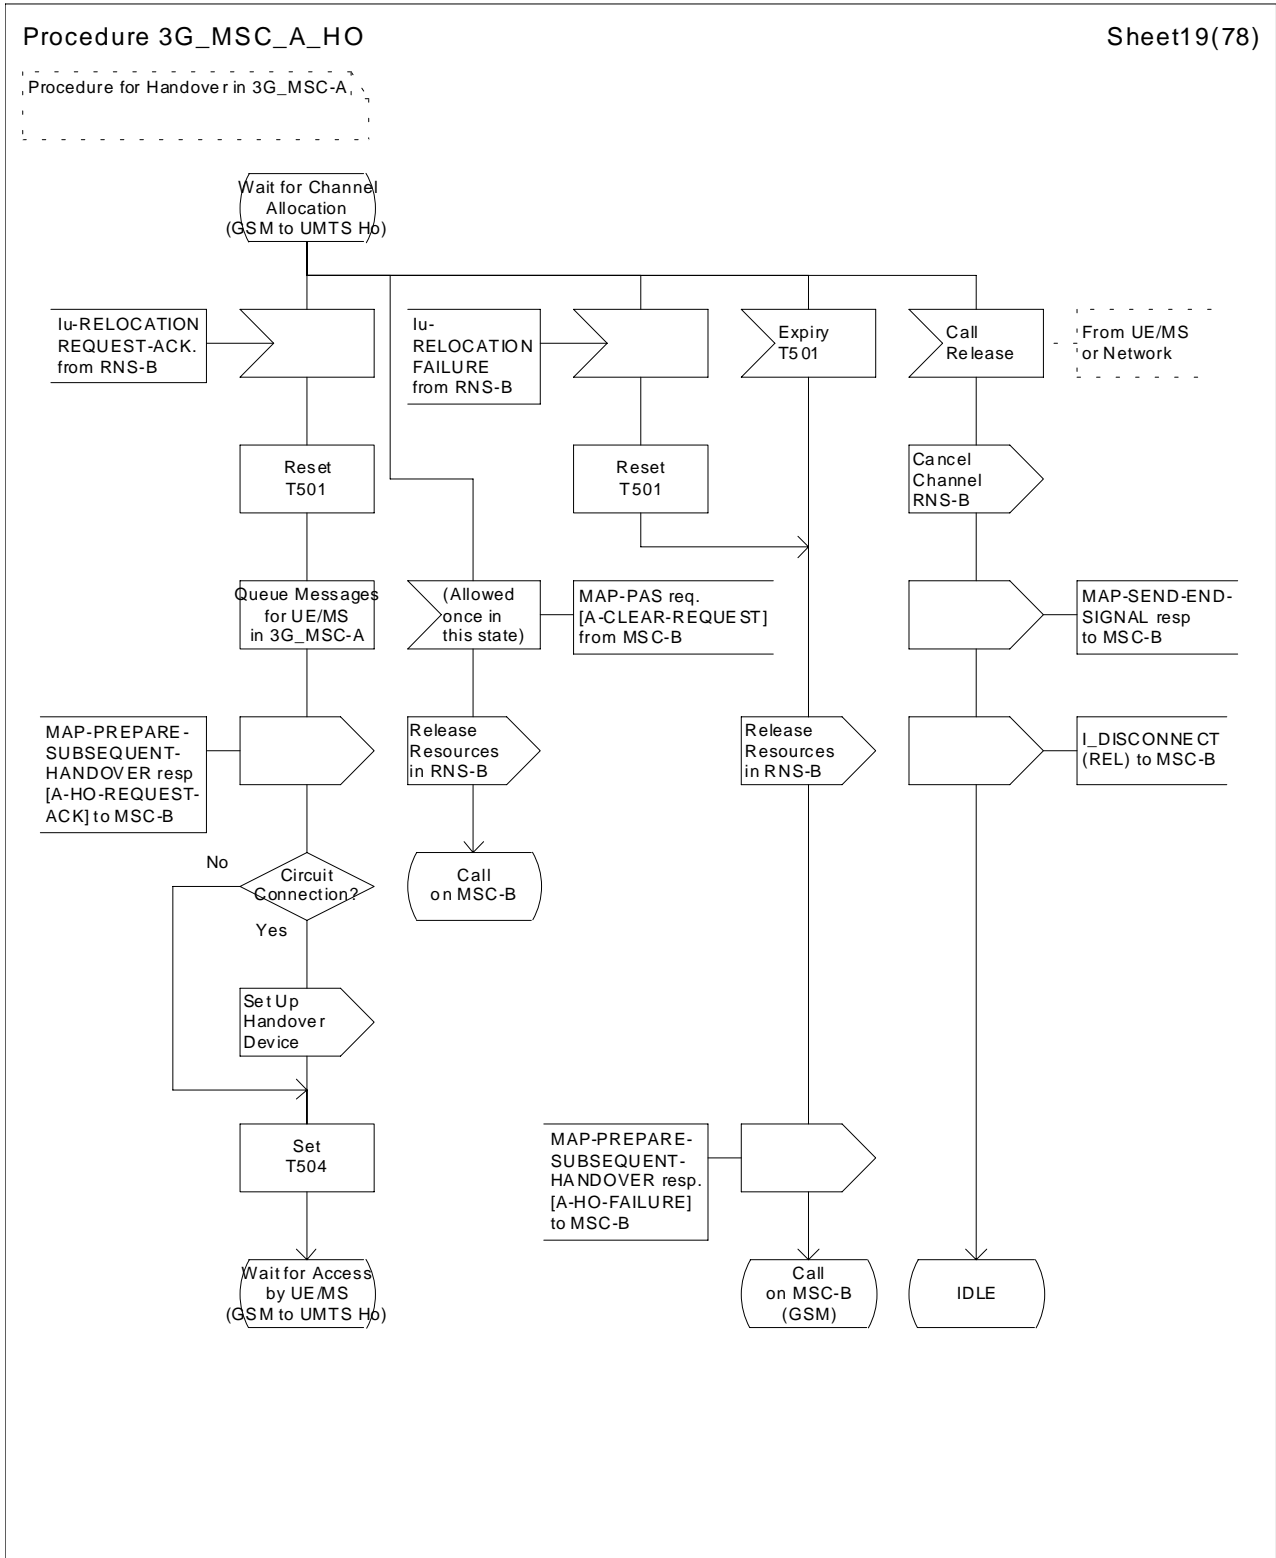 Procedure 3G_MSC_A_HO
Sheet19(78)
Procedure for Handover in 3G_MSC-A
Wait for Channel
Allocation
(GSM to UMTS Ho)
Iu-RELOCATION
REQUEST-ACK.
from RNS-B
Iu-
RELOCATION
FAILURE
from RNS-B
Expiry
T501
Call
Release
From UE/MS
or Network
Reset
T501
Reset
T501
Cancel
Channel
RNS-B
Queue Messages
for UE/MS
in 3G_MSC-A
(Allowed
once in
this state)
MAP-PAS req.
[A-CLEAR-REQUEST]
from MSC-B
MAP-SEND-END-
SIGNAL resp
to MSC-B
MAP-PREPARE-
SUBSEQUENT-
HANDOVER resp
[A-HO-REQUEST-
ACK] to MSC-B
Release
Resources
in RNS-B
Release
Resources
in RNS-B
I_DISCONNECT
(REL) to MSC-B
No
Circuit
Connection?
Yes
Call
on MSC-B
Set Up
Handover
Device
Set
T504
MAP-PREPARE-
SUBSEQUENT-
HANDOVER resp.
[A-HO-FAILURE]
to MSC-B
Wait for Access
by UE/MS
(GSM to UMTS Ho)
Call
on MSC-B
(GSM)
IDLE